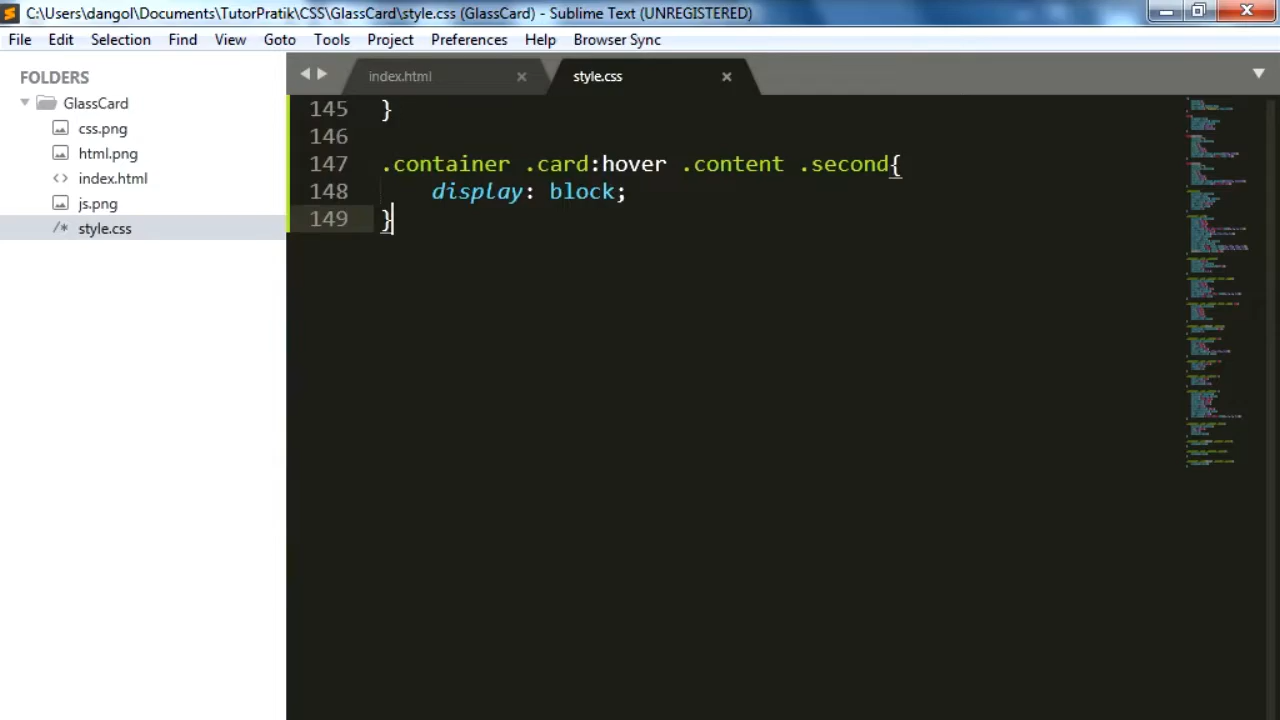 C:\Users\dangol\Documents\TutorPratik\CSS\GlassCard\style.css (GlassCard) - Sublime Text (UNREGISTERED)
File Edit Selection Find View Goto Tools Project Preferences Help Browser Sync
FOLDERS
GlassCard
css.png
html.png
index.html
js.png
/* style.css
index.html style.css
145 }
146
147 .container .card:hover .content .second{
148     display: block;
149 }